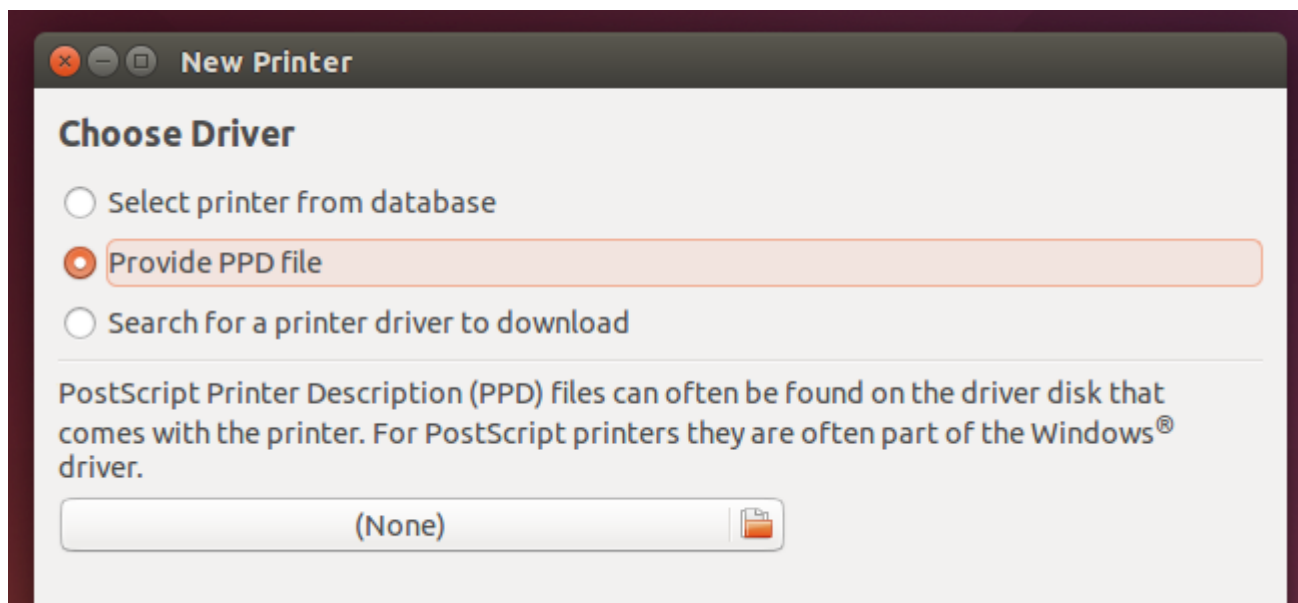 New Printer
Choose Driver
Select printer from database
Provide PPD file
Search for a printer driver to download
PostScript Printer Description (PPD) files can often be found on the driver disk that
comes with the printer. For PostScript printers they are often part of the Windows®
driver.
(None)